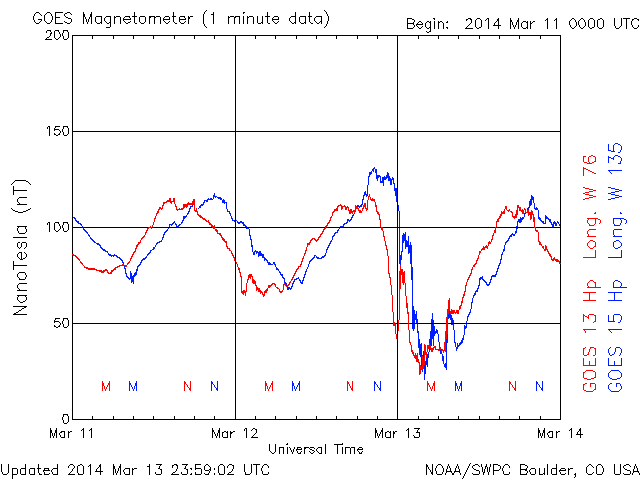 GOES Magnetometer (1 minute data)
Begin: 2014 Mar 11 0000 UTC
200
150
100
50
0
NanoTesla (nT)
M M N N M M N N M M N N
Mar 11 Mar 12 Mar 13 Mar 14
Universal Time
GOES 13 Hp Long. W 76
GOES 15 Hp Long. W 135
Updated 2014 Mar 13 23:59:02 UTC
NOAA/SWPC Boulder, CO USA